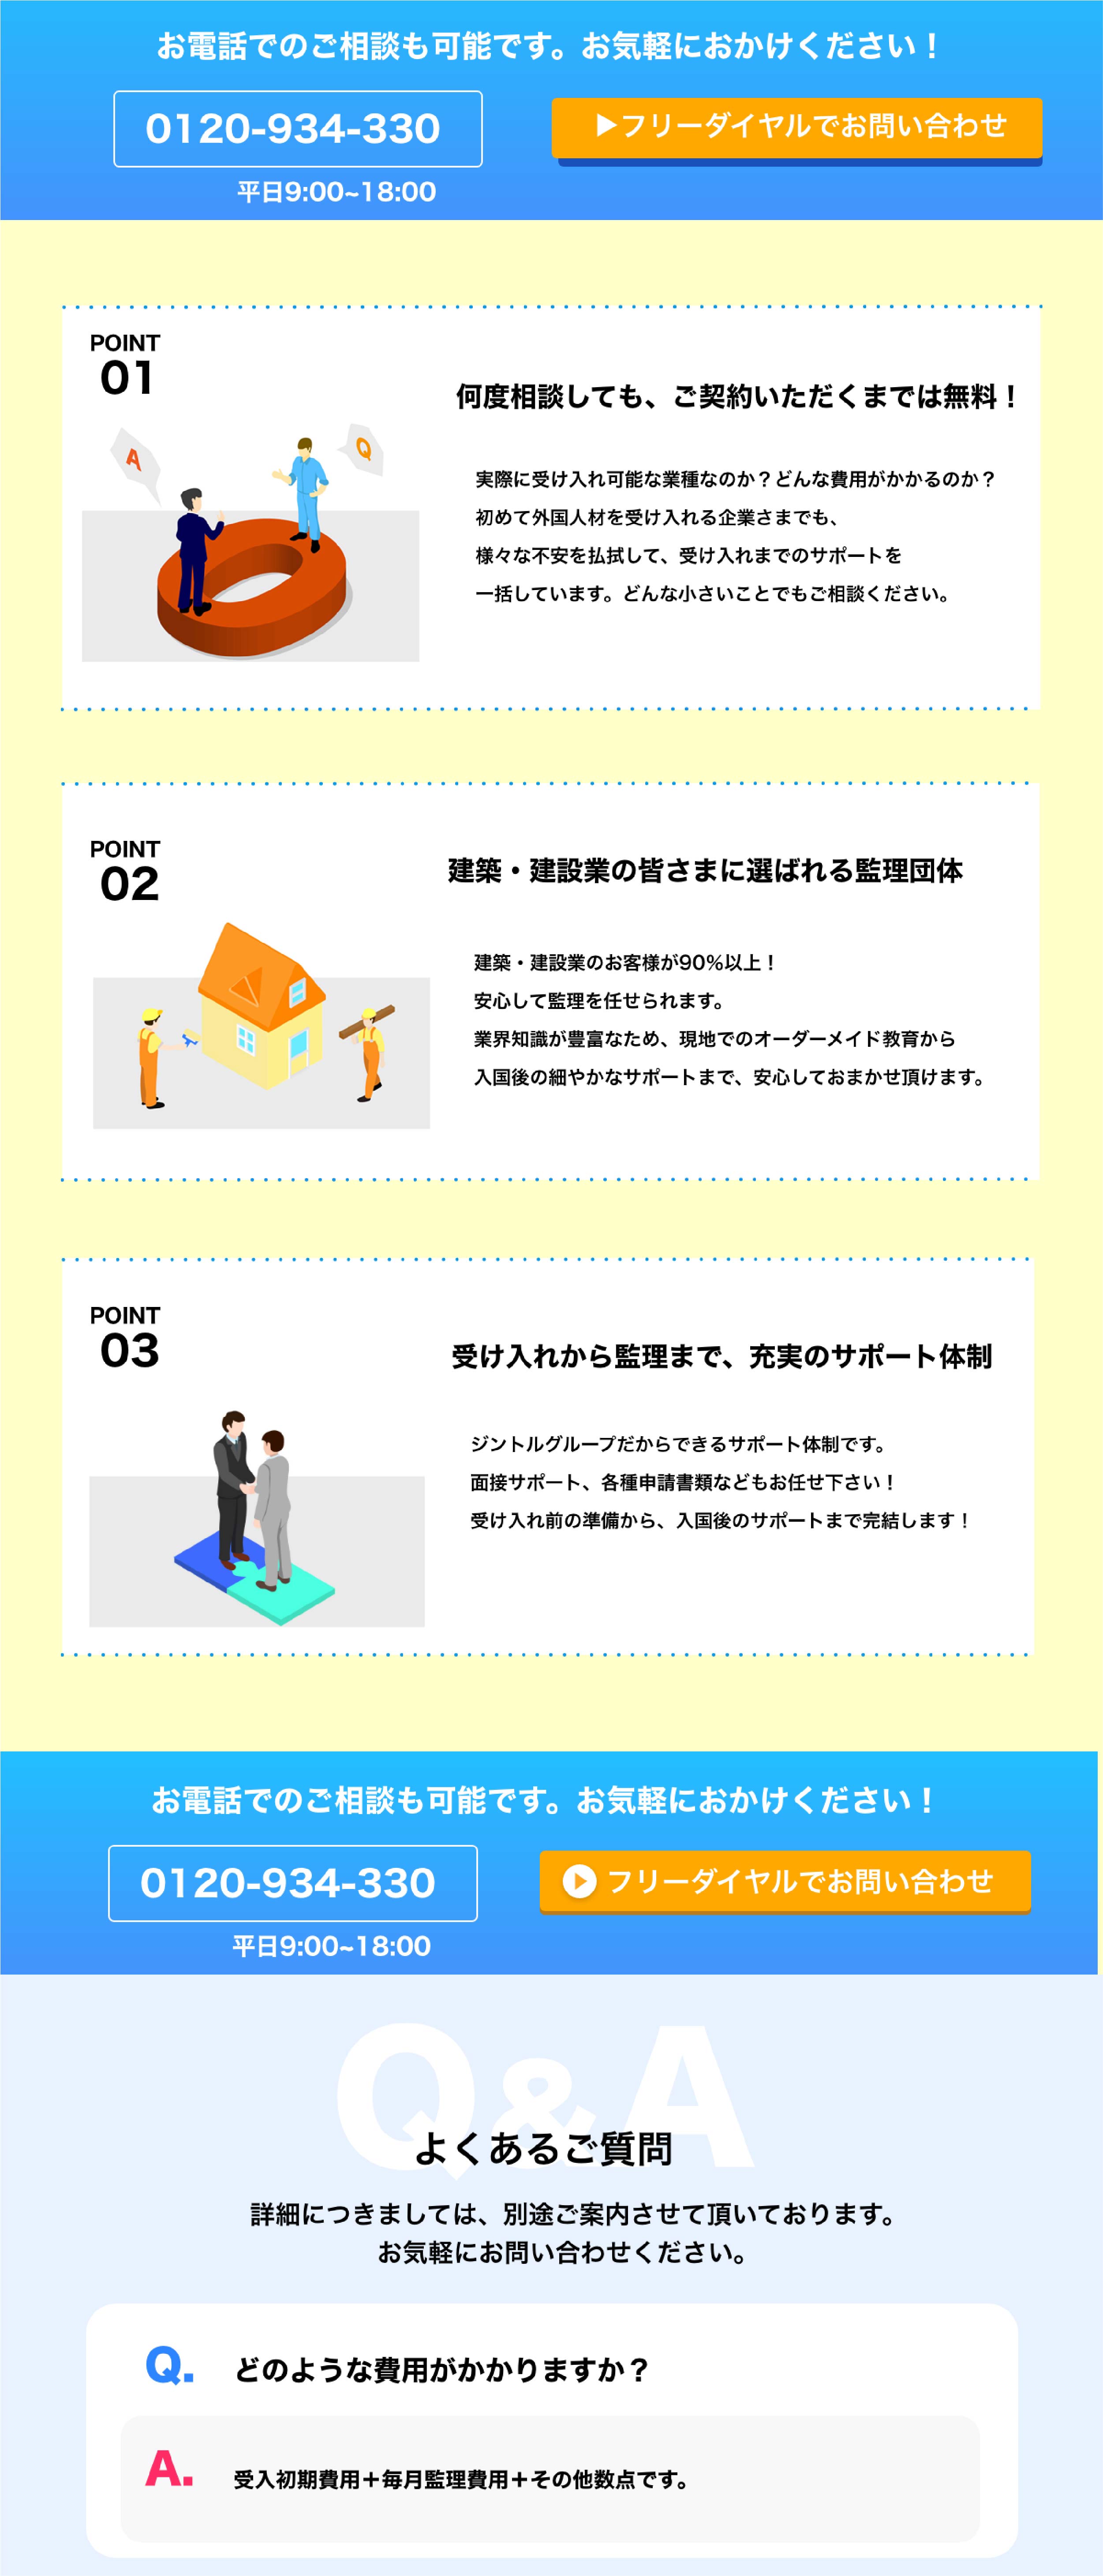 お電話でのご相談も可能です。お気軽におかけください！
0120-934-330
▶フリーダイヤルでお問い合わせ
平日9:00~18:00
POINT
01
何度相談しても、ご契約いただくまでは無料！
A
Q
実際に受け入れ可能な業種なのか？どんな費用がかかるのか？
初めて外国人材を受け入れる企業さまでも、
様々な不安を払拭して、受け入れまでのサポートを
一括しています。どんな小さいことでもご相談ください。
POINT
02
建築・建設業の皆さまに選ばれる監理団体
建築・建設業のお客様が90%以上！
安心して監理を任せられます。
業界知識が豊富なため、現地でのオーダーメイド教育から
入国後の細やかなサポートまで、安心しておまかせ頂けます。
POINT
03
受け入れから監理まで、充実のサポート体制
ジントルグループだからできるサポート体制です。
面接サポート、各種申請書類などもお任せ下さい！
受け入れ前の準備から、入国後のサポートまで完結します！
お電話でのご相談も可能です。お気軽におかけください！
0120-934-330
フリーダイヤルでお問い合わせ
平日9:00~18:00
Q&A
よくあるご質問
詳細につきましては、別途ご案内させて頂いております。
お気軽にお問い合わせください。
Q. どのような費用がかかりますか？
A. 受入初期費用＋毎月監理費用＋その他数点です。